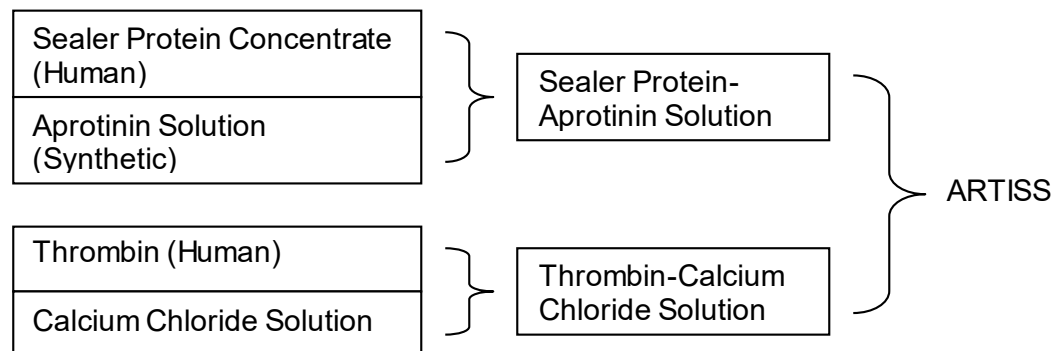 Sealer Protein Concentrate
(Human)
Aprotinin Solution
(Synthetic)
Sealer Protein-
Aprotinin Solution
ARTISS
Thrombin (Human)
Calcium Chloride Solution
Thrombin-Calcium
Chloride Solution